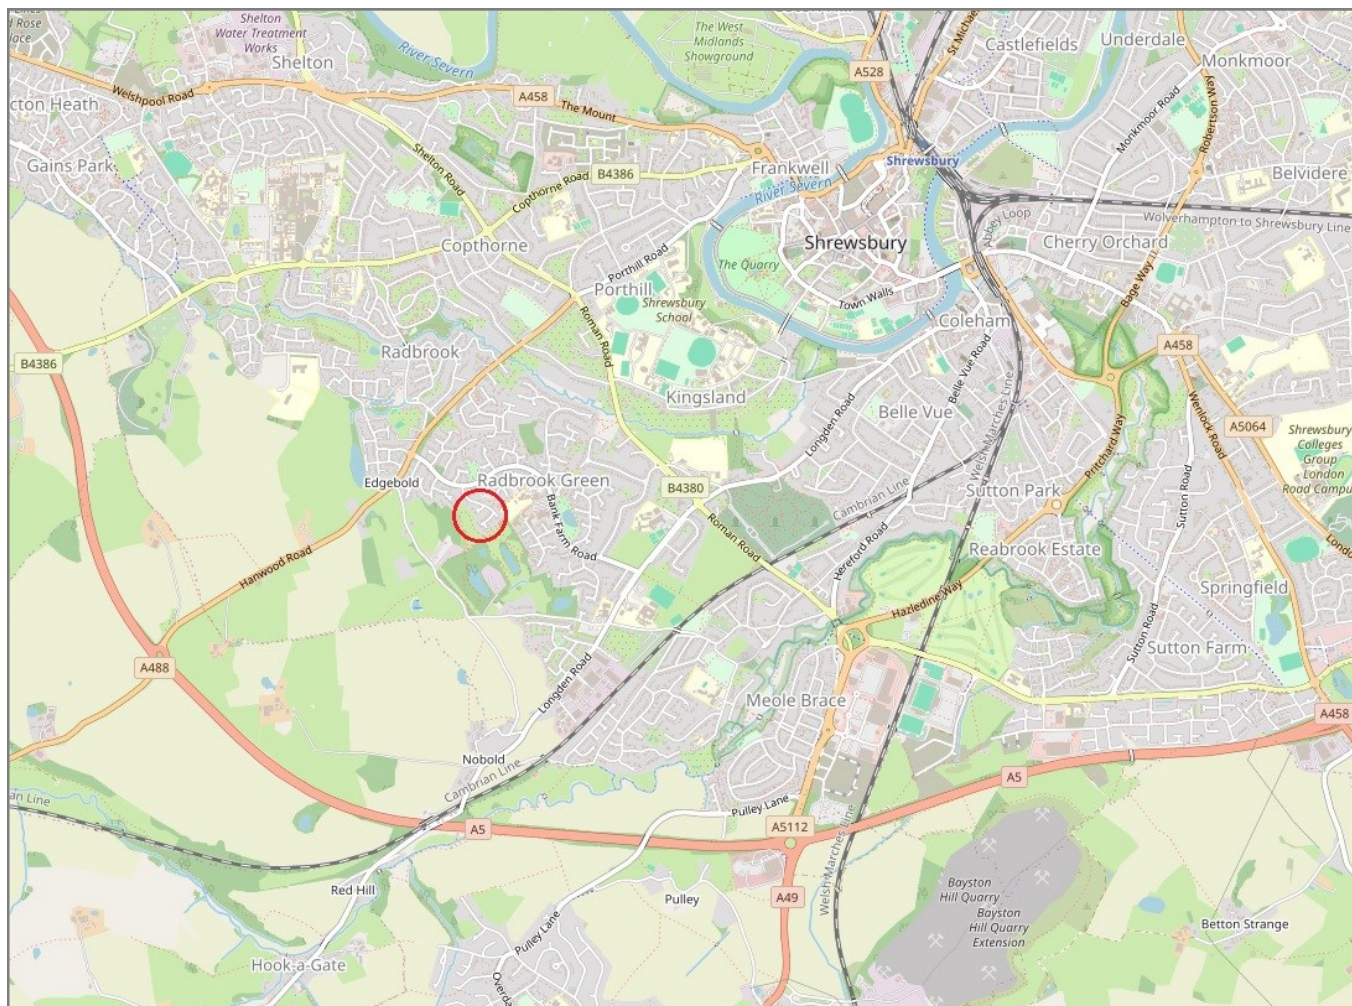 Shelton
Water Treatment
Works
Shelton
River Severn
The West
Midlands
Showground
A528
St Michael
Castlefields
Underdale
Monkmoor
Welshpool Road
A458
The Mount
cton Heath
Gains Park
Shelton Road
Copthorne Road
B4386
Frankwell
River Severn
Shrewsbury
Monkmoor Road
Robertson Way
Belvidere
Wolverhampton to Shrewsbury Line
Abbey Loop
Copthorne
Porthill Road
Shrewsbury
Cherry Orchard
The Quarry
Porthill
Shrewsbury
School
Town Walls
Bage Way
Coleham
Roman Road
B4386
Radbrook
A458
Kingsland
Belle Vue
Belle Vue Road
Longden Road
Welsh Marches Line
Pritchard Way
Wenlock Road
A5064
Shrewsbury
Colleges
Group
London
Road Campus
Edgebold
Radbrook Green
B4380
Cambrian Line
Sutton Park
Sutton Road
Bank Farm Road
Roman Road
Hereford Road
Reabrook Estate
London
Hanwood Road
Hazledine Way
Springfield
Sutton Road
Sutton Farm
A488
Longden Road
Meole Brace
A458
Nobold
Cambrian Line
A5
an Line
Pulley Lane
A5
A5112
Welsh Marches Line
Red Hill
Pulley
A49
Bayston
Hill Quarry
Bayston
Hill Quarry
Extension
Betton Strange
Pulley Lane
Hook-a-Gate
Overda